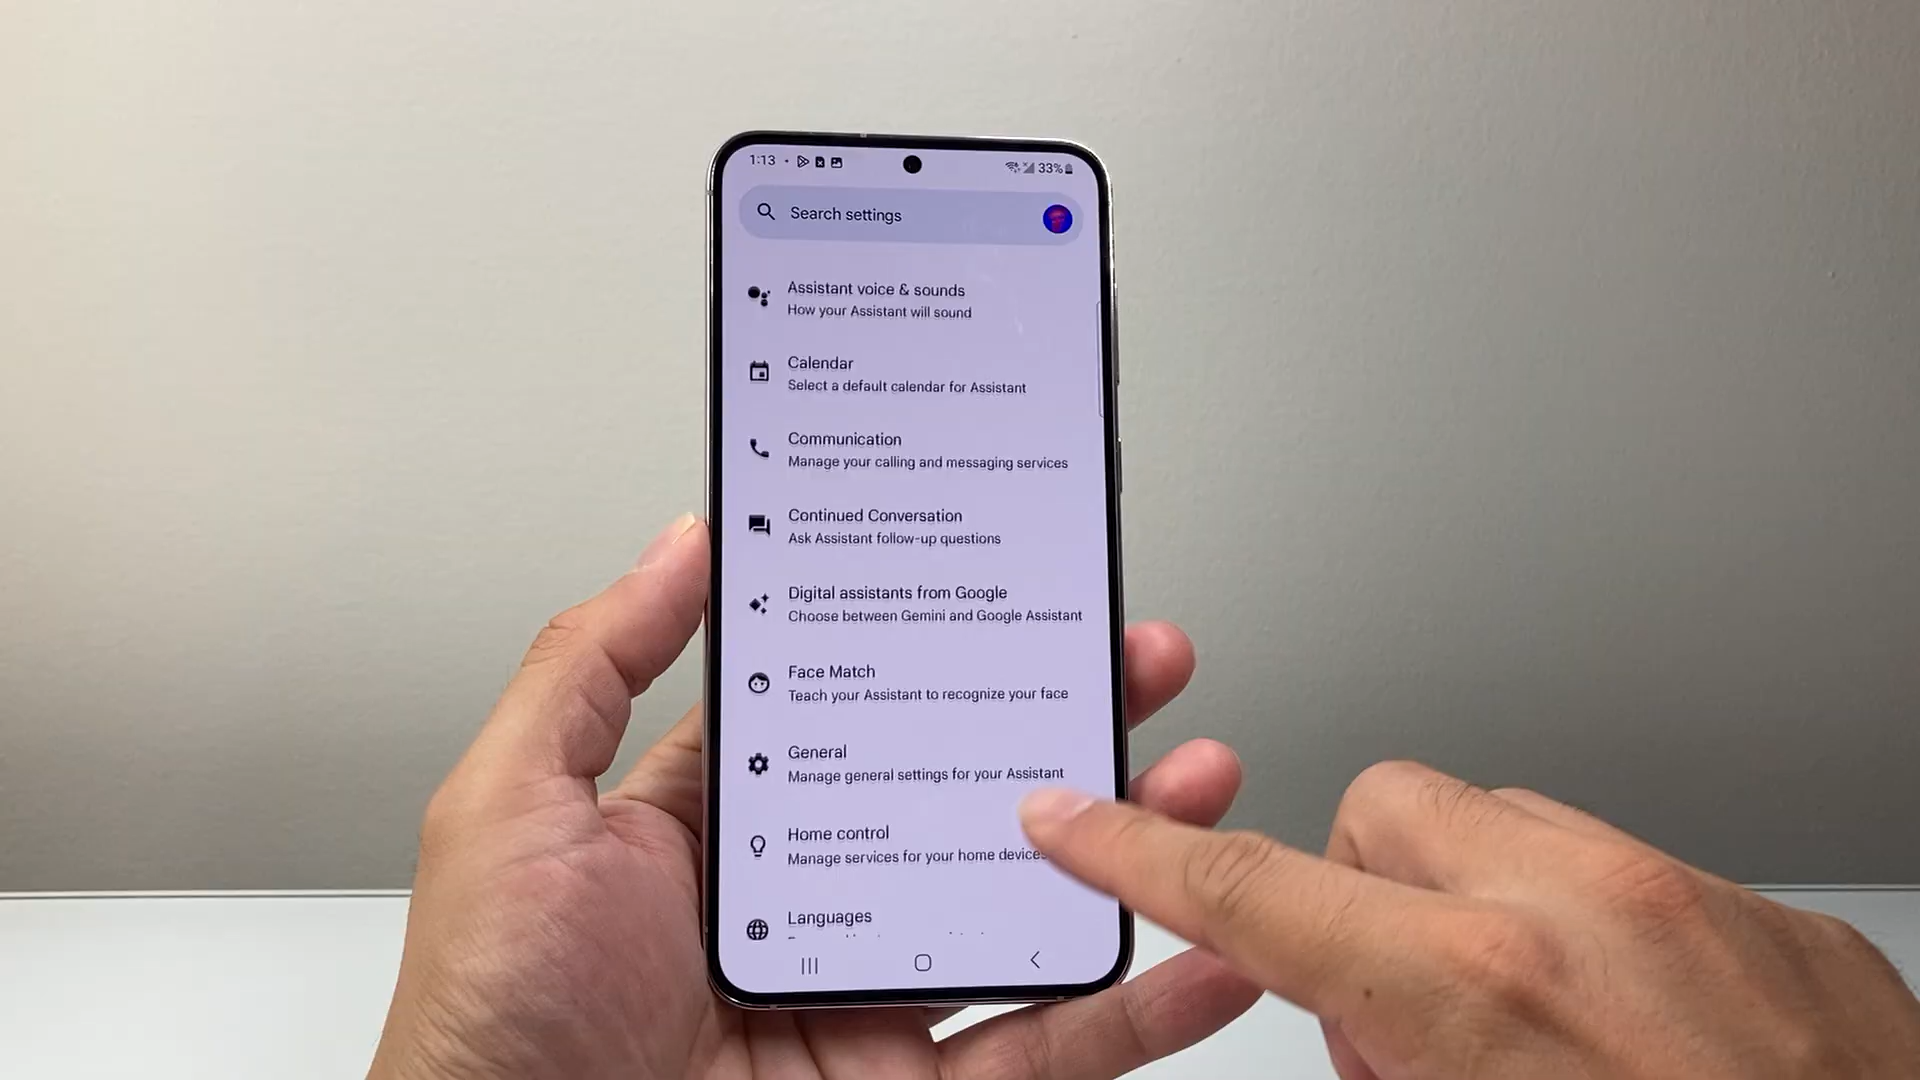 1:13
33%
Search settings
Assistant voice & sounds
How your Assistant will sound
Calendar
Select a default calendar for Assistant
Communication
Manage your calling and messaging services
Continued Conversation
Ask Assistant follow-up questions
Digital assistants from Google
Choose between Gemini and Google Assistant
Face Match
Teach your Assistant to recognize your face
General
Manage general settings for your Assistant
Home control
Manage services for your home devices
Languages